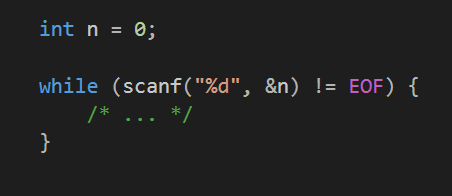 int n = 0;
while (scanf("%d", &n) != EOF) {
/* ... */
}